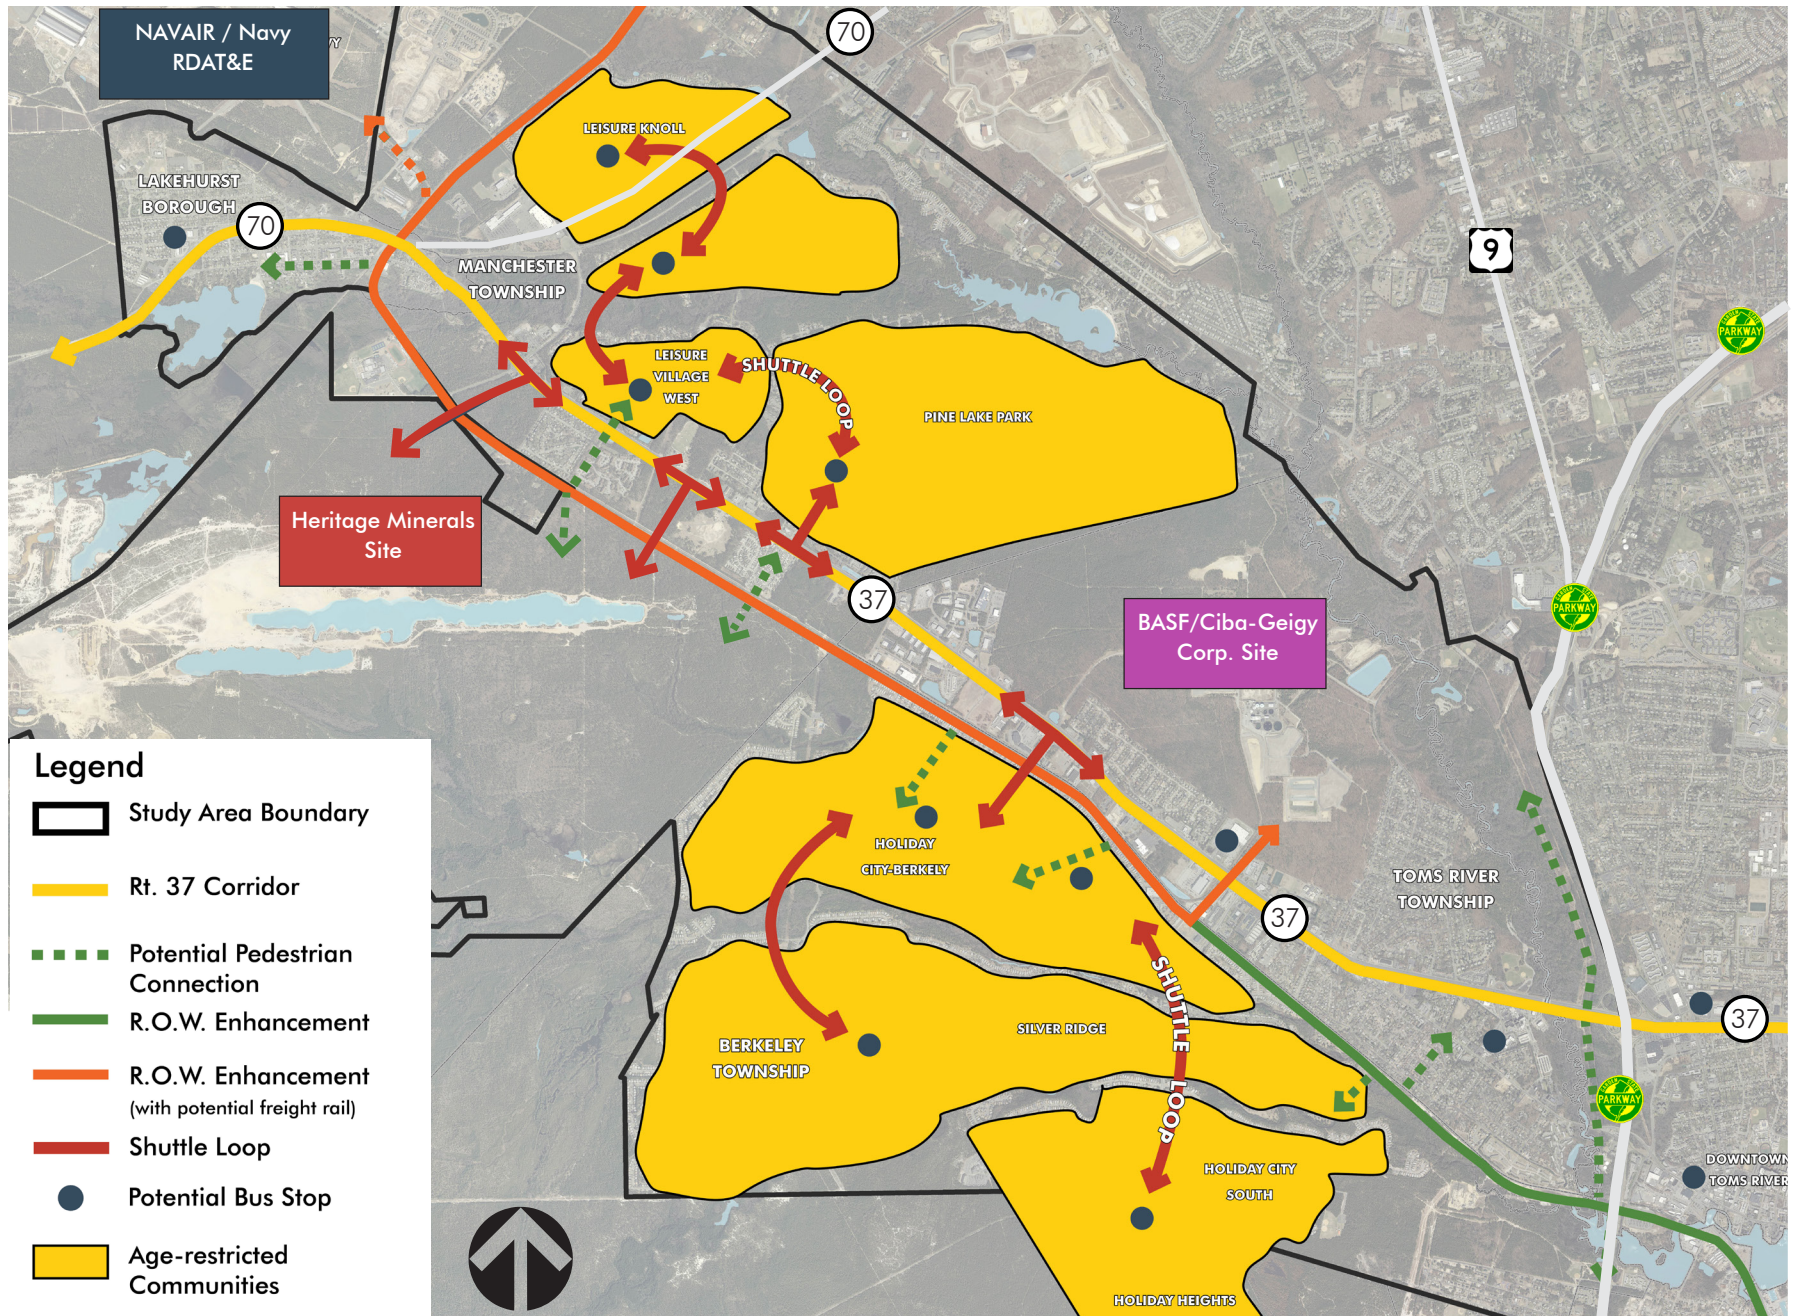 NAVAIR / Navy
RDAT&E
70
LEISURE KNOLL
LAKEHURST
BOROUGH
70
9
MANCHESTER
TOWNSHIP
PARKWAY
LEISURE
VILLAGE
WEST
SHUTTLE LOOP
PINE LAKE PARK
Heritage Minerals
Site
37
GARDEN STATE
PARKWAY
BASF/Ciba-Geigy
Corp. Site
HOLIDAY
CITY-BERKELY
TOMS RIVER
TOWNSHIP
37
SHUTTLE LOOP
SILVER RIDGE
BERKELEY
TOWNSHIP
37
PARKWAY
HOLIDAY CITY
SOUTH
DOWNTOWN
TOMS RIVER
HOLIDAY HEIGHTS
Legend
Study Area Boundary
Rt. 37 Corridor
Potential Pedestrian
Connection
R.O.W. Enhancement
R.O.W. Enhancement
(with potential freight rail)
Shuttle Loop
Potential Bus Stop
Age-restricted
Communities